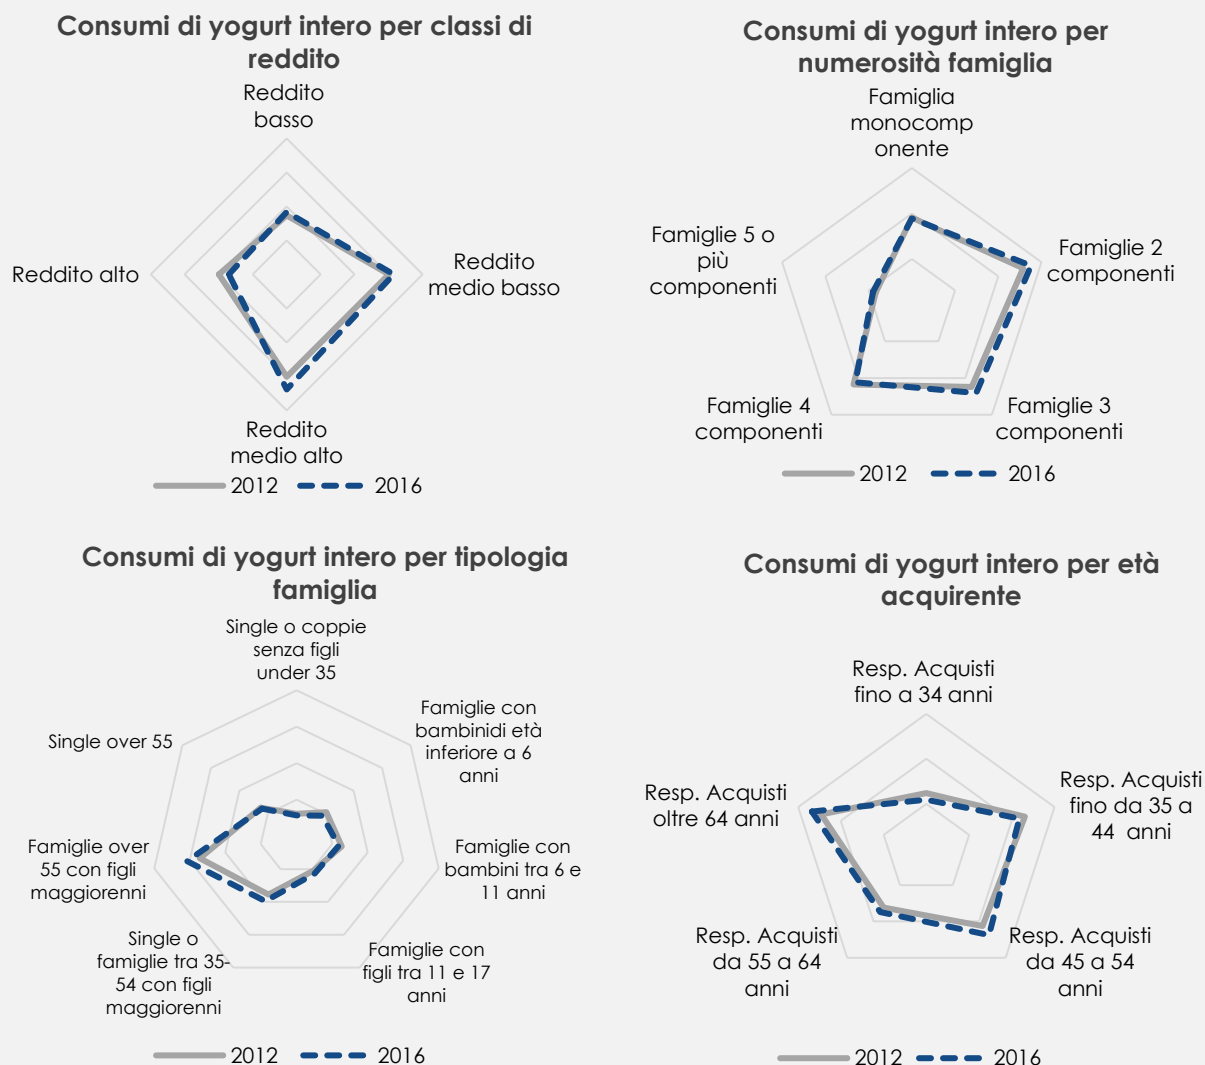 Consumi di yogurt intero per classi di
reddito
Reddito
basso
Reddito alto
Reddito
medio basso
Reddito
medio alto
2012
2016
Consumi di yogurt intero per
numerosità famiglia
Famiglia
monocomp
onente
Famiglie 5 o
più
componenti
Famiglie 2
componenti
Famiglie 4
componenti
Famiglie 3
componenti
2012
2016
Consumi di yogurt intero per tipologia
famiglia
Single o coppie
senza figli
under 35
Single over 55
Famiglie con
bambinidi età
inferiore a 6
anni
Famiglie over
55 con figli
maggiorenni
Famiglie con
bambini tra 6 e
11 anni
Single o
famiglie tra 35-
54 con figli
maggiorenni
Famiglie con
figli tra 11 e 17
anni
2012
2016
Consumi di yogurt intero per età
acquirente
Resp. Acquisti
fino a 34 anni
Resp. Acquisti
oltre 64 anni
Resp. Acquisti
fino da 35 a
44 anni
Resp. Acquisti
da 55 a 64
anni
Resp. Acquisti
da 45 a 54
anni
2012
2016